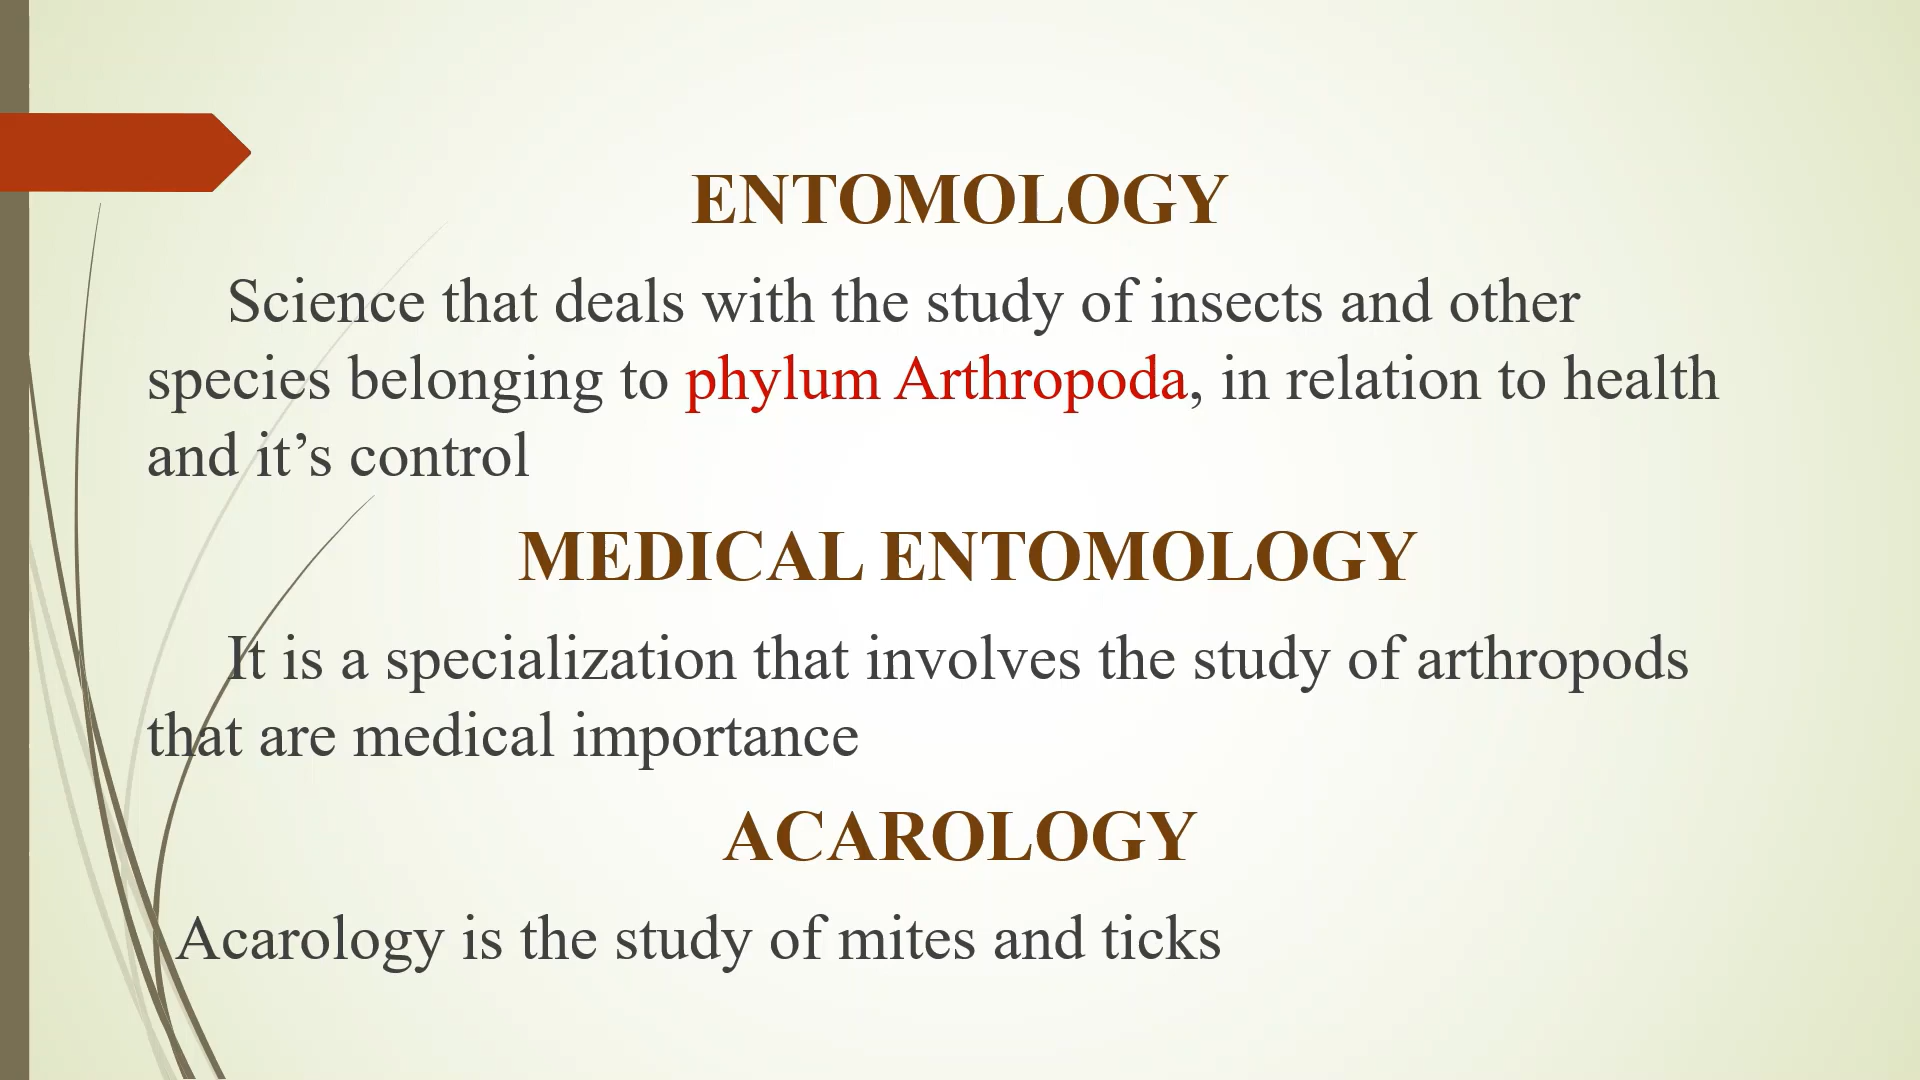 ENTOMOLOGY
Science that deals with the study of insects and other
species belonging to phylum Arthropoda, in relation to health
and it’s control
MEDICAL ENTOMOLOGY
It is a specialization that involves the study of arthropods
that are medical importance
ACAROLOGY
Acarology is the study of mites and ticks